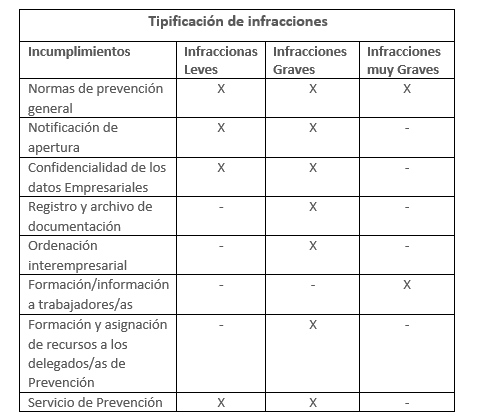 Tipificación de infracciones
Incumplimientos Infraccionas Infracciones Infracciones
Leves Graves muy Graves
Normas de prevención X X X
general
Notificación de X X -
apertura
Confidencialidad de los X X -
datos Empresariales
Registro y archivo de - X -
documentación
Ordenación - X -
interempresarial
Formación/información - - X
a trabajadores/as
Formación y asignación - X -
de recursos a los
delegados/as de
Prevención
Servicio de Prevención X X -